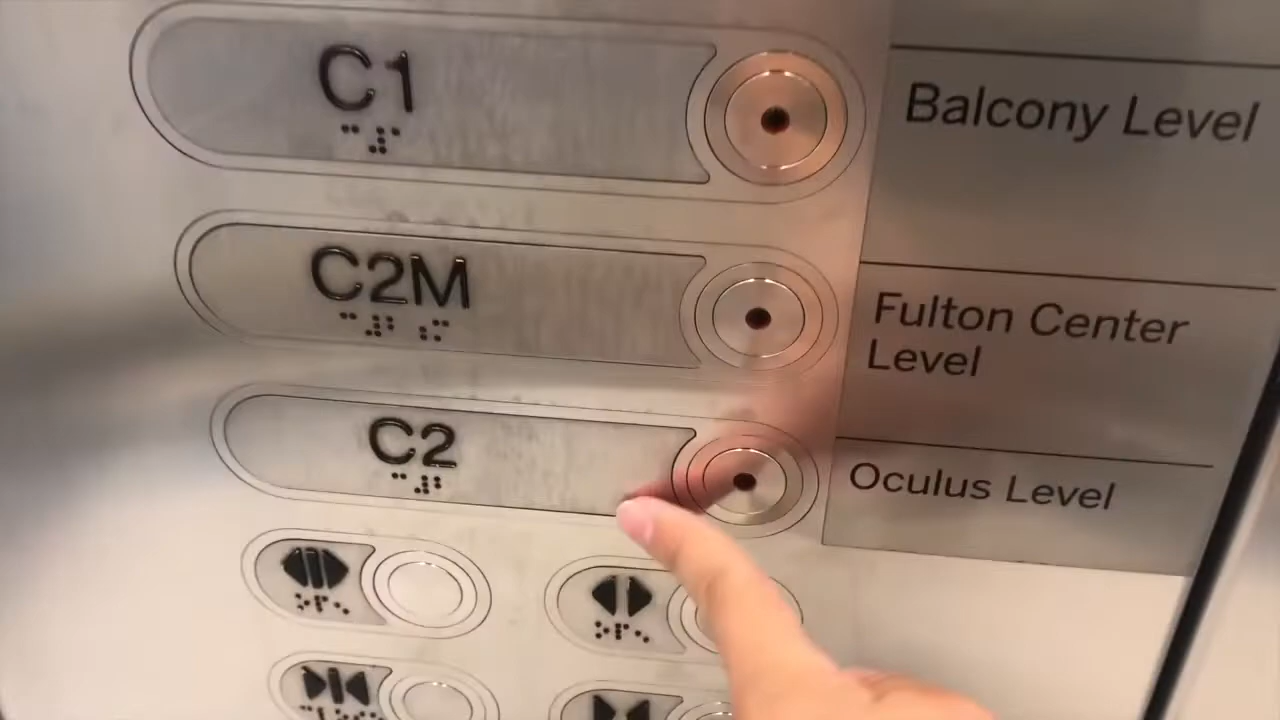 C1
Balcony Level
C2M
Fulton Center
Level
C2
Oculus Level